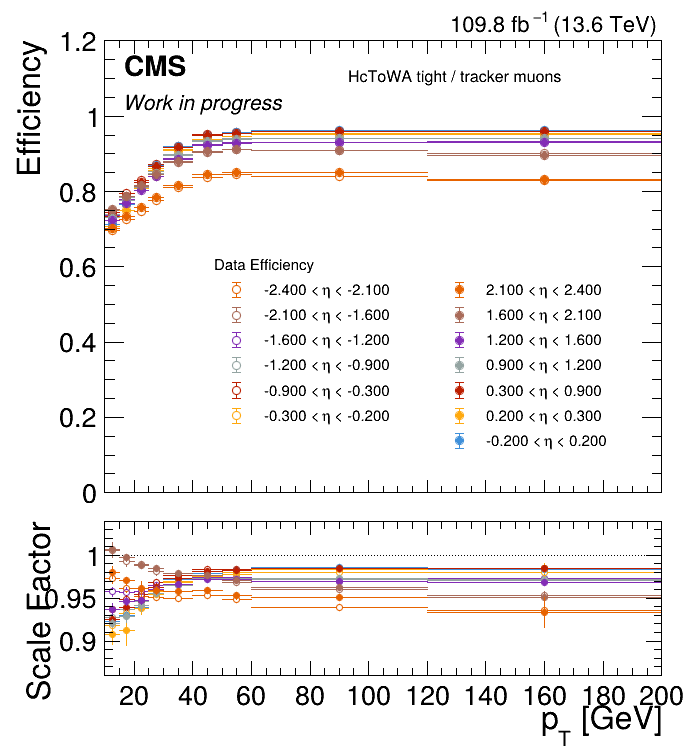 109.8 fb⁻¹ (13.6 TeV)
CMS
HcToWA tight / tracker muons
Work in progress
Efficiency
1.2
1
0.8
0.6
0.4
0.2
0
Data Efficiency
-2.400 < η < -2.100
2.100 < η < 2.400
-2.100 < η < -1.600
1.600 < η < 2.100
-1.600 < η < -1.200
1.200 < η < 1.600
-1.200 < η < -0.900
0.900 < η < 1.200
-0.900 < η < -0.300
0.300 < η < 0.900
-0.300 < η < -0.200
0.200 < η < 0.300
-0.200 < η < 0.200
Scale Factor
1
0.95
0.9
20 40 60 80 100 120 140 160 180 200
p_T [GeV]